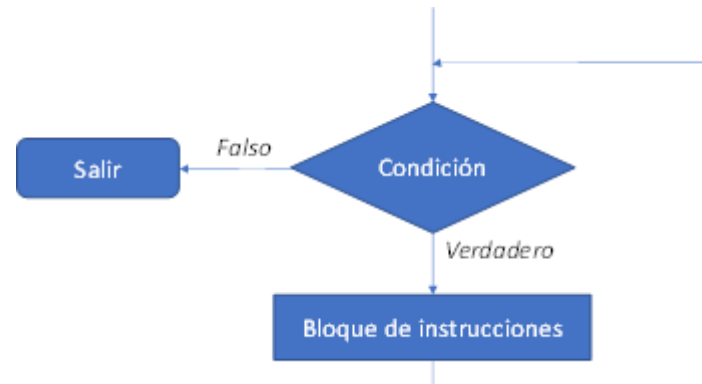 Falso
Salir
Condición
Verdadero
Bloque de instrucciones